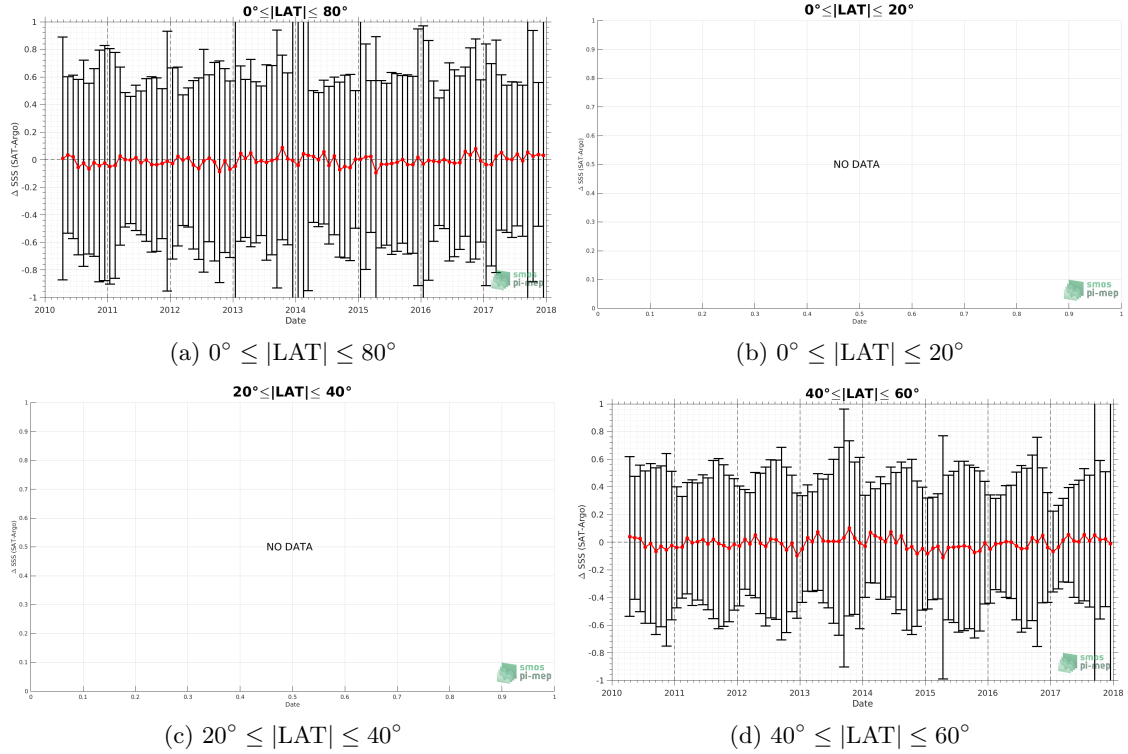 0°≤|LAT|≤ 80°
1
0.8
0.6
0.4
0.2
0
-0.2
-0.4
-0.6
-0.8
-1
Δ SSS (SAT-Argo)
2010 2011 2012 2013 2014 2015 2016 2017 2018
Date
smos
pi-mep
(a) 0° ≤ |LAT| ≤ 80°
0°≤|LAT|≤ 20°
1
0.9
0.8
0.7
0.6
0.5
0.4
0.3
0.2
0.1
0
Δ SSS (SAT-Argo)
NO DATA
0 0.1 0.2 0.3 0.4 0.5 0.6 0.7 0.8 0.9 1
Date
smos
pi-mep
(b) 0° ≤ |LAT| ≤ 20°
20°≤|LAT|≤ 40°
1
0.9
0.8
0.7
0.6
0.5
0.4
0.3
0.2
0.1
0
Δ SSS (SAT-Argo)
NO DATA
0 0.1 0.2 0.3 0.4 0.5 0.6 0.7 0.8 0.9 1
Date
smos
pi-mep
(c) 20° ≤ |LAT| ≤ 40°
40°≤|LAT|≤ 60°
1
0.8
0.6
0.4
0.2
0
-0.2
-0.4
-0.6
-0.8
-1
Δ SSS (SAT-Argo)
2010 2011 2012 2013 2014 2015 2016 2017 2018
Date
smos
pi-mep
(d) 40° ≤ |LAT| ≤ 60°